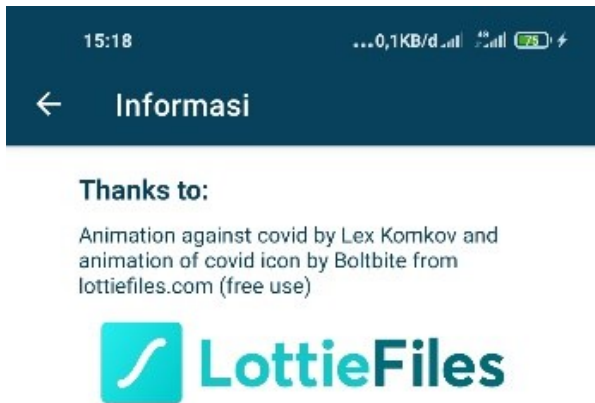 15:18 ...0,1KB/d 75
Informasi
Thanks to:
Animation against covid by Lex Komkov and
animation of covid icon by Boltbite from
lottiefiles.com (free use)
LottieFiles